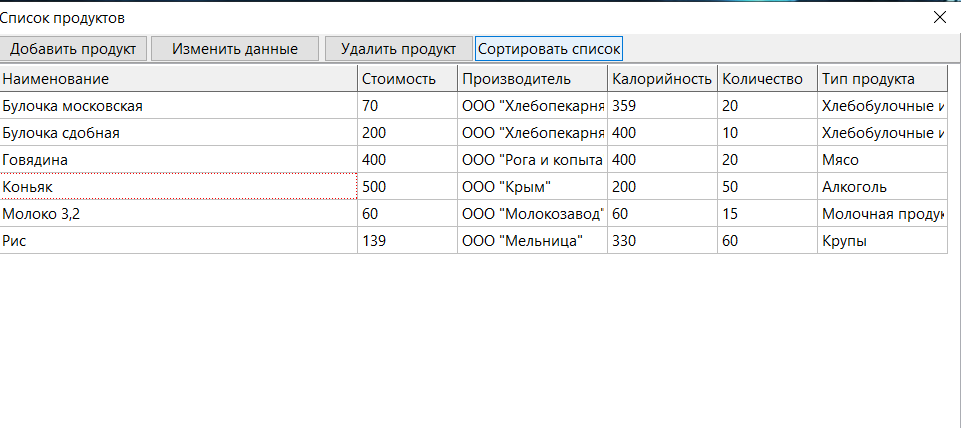 Список продуктов
Добавить продукт Изменить данные Удалить продукт Сортировать список
Наименование Стоимость Производитель Калорийность Количество Тип продукта
Булочка московская 70 ООО "Хлебопекарня 359 20 Хлебобулочные и
Булочка сдобная 200 ООО "Хлебопекарня 400 10 Хлебобулочные и
Говядина 400 ООО "Рога и копыта 400 20 Мясо
Коньяк 500 ООО "Крым" 200 50 Алкоголь
Молоко 3,2 60 ООО "Молокозавод" 60 15 Молочная продук
Рис 139 ООО "Мельница" 330 60 Крупы